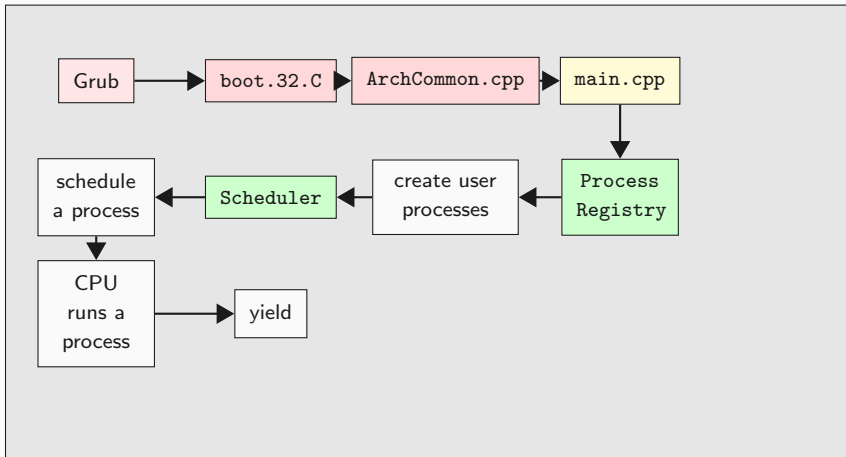 Grub
boot.32.C
ArchCommon.cpp
main.cpp
schedule
a process
Scheduler
create user
processes
Process
Registry
CPU
runs a
process
yield